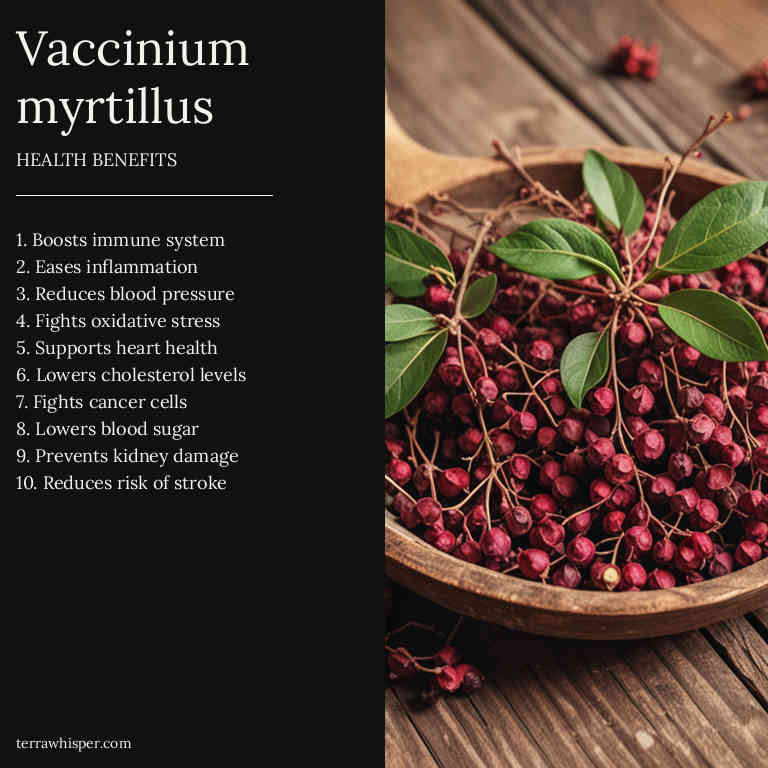 Vaccinium
myrtillus
HEALTH BENEFITS
1. Boosts immune system
2. Eases inflammation
3. Reduces blood pressure
4. Fights oxidative stress
5. Supports heart health
6. Lowers cholesterol levels
7. Fights cancer cells
8. Lowers blood sugar
9. Prevents kidney damage
10. Reduces risk of stroke
terrawhisper.com